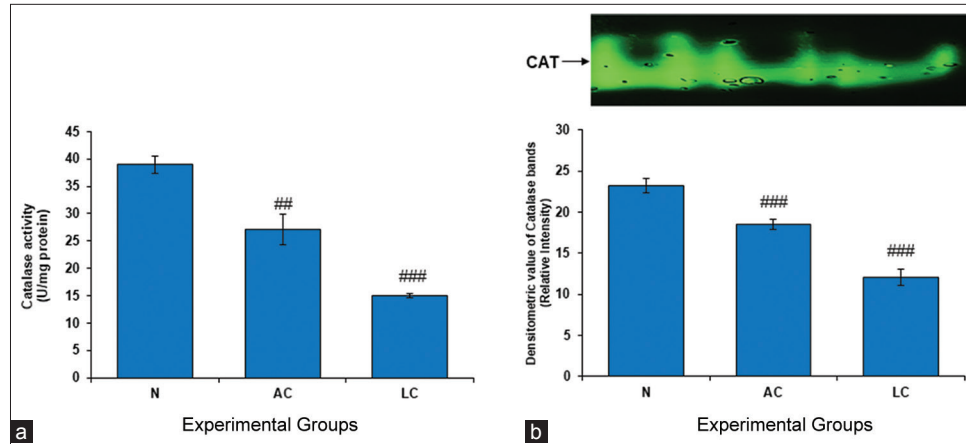 45
40
35
30
25
20
15
10
5
0
Catalase activity
(U/mg protein)
##
###
N AC LC
Experimental Groups
a
CAT
30
25
20
15
10
5
0
Densitometric value of Catalase bands
(Relative Intensity)
###
###
N AC LC
Experimental Groups
b